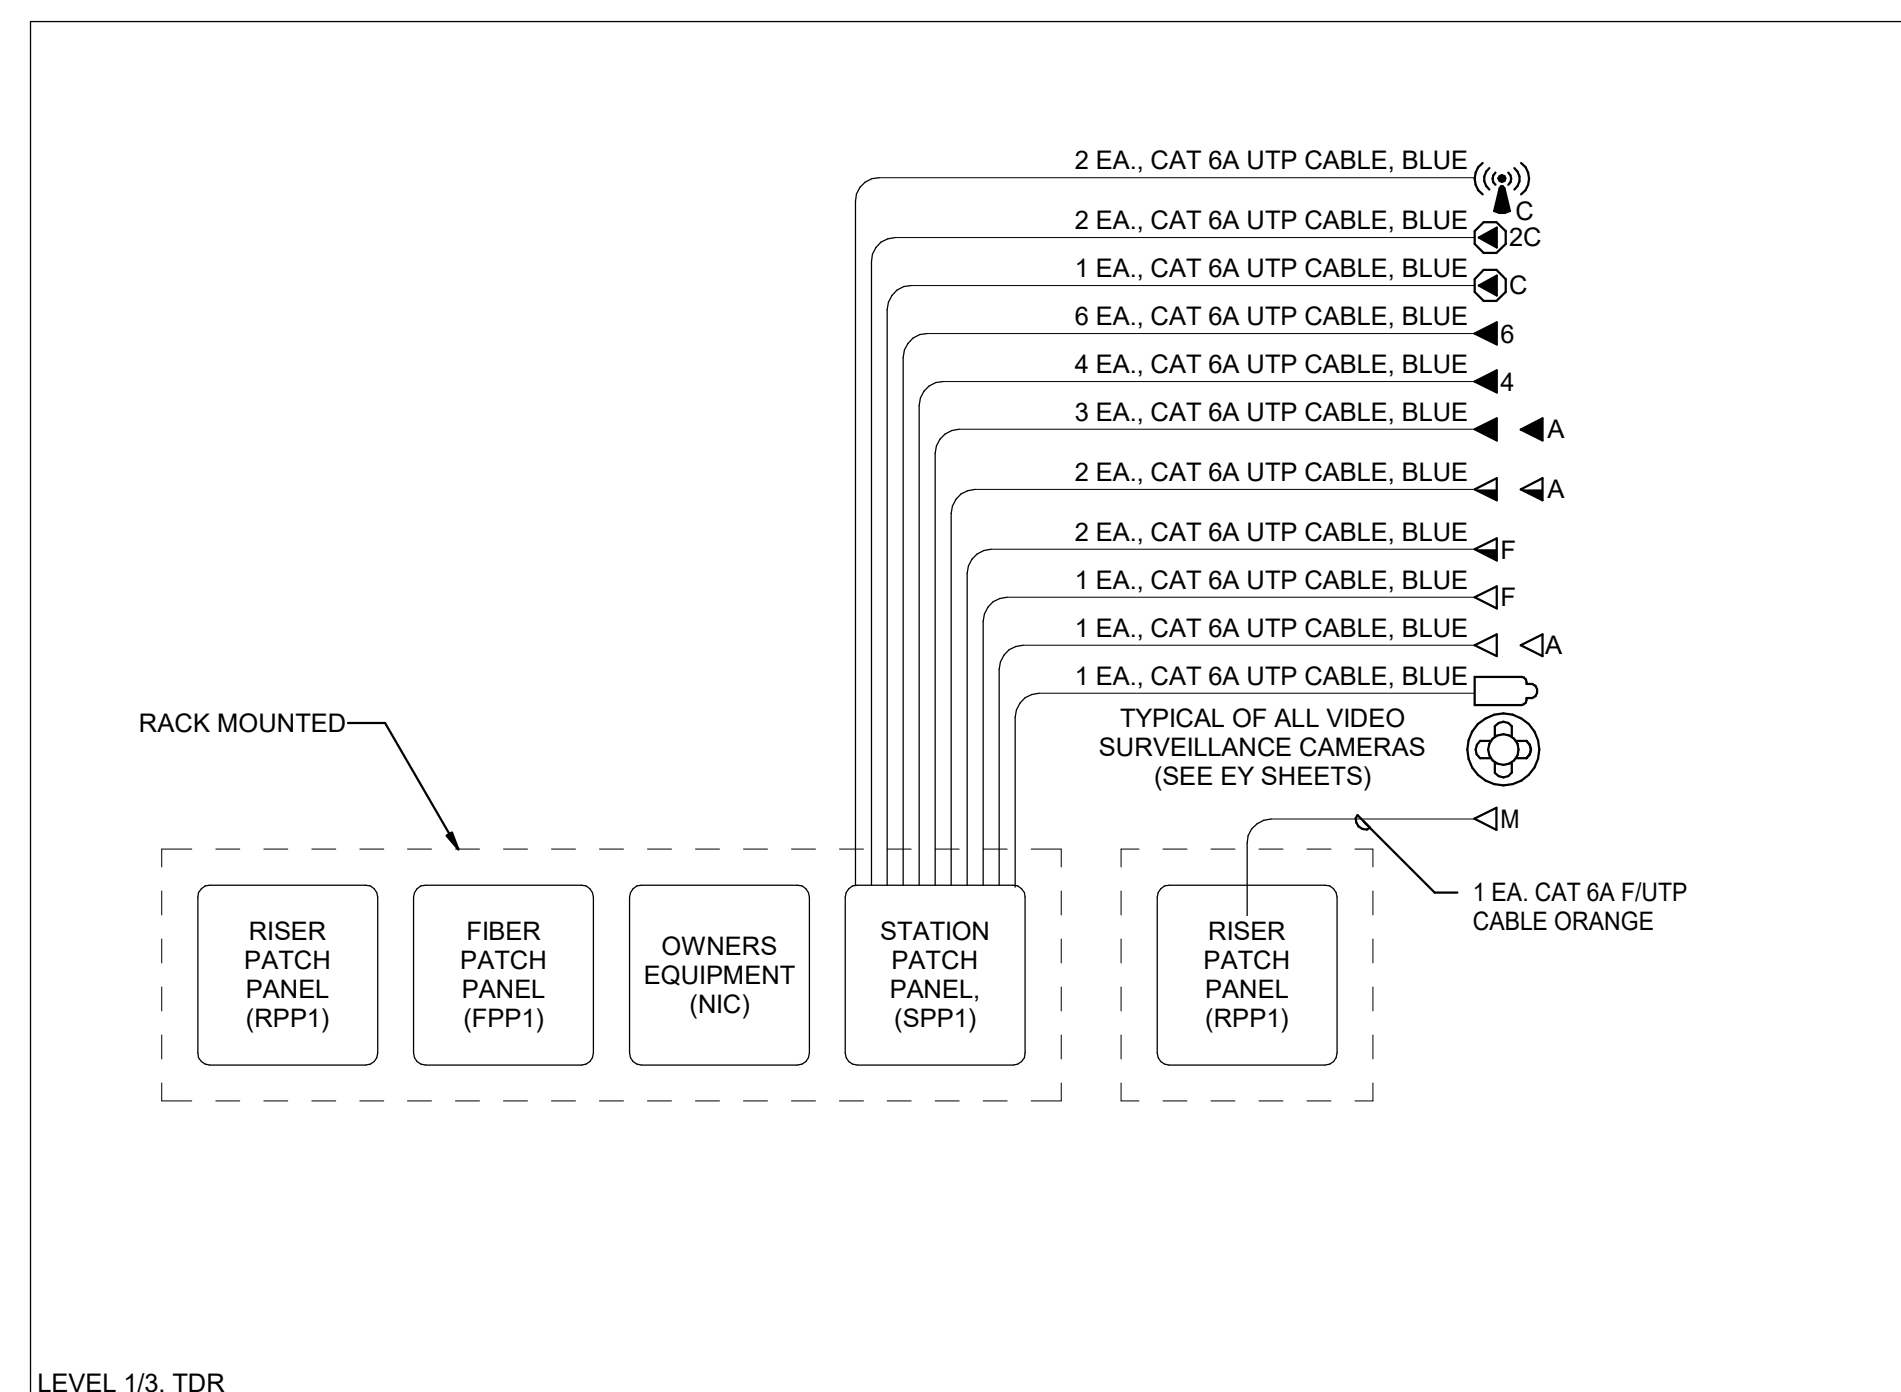 2 EA., CAT 6A UTP CABLE, BLUE
C
2 EA., CAT 6A UTP CABLE, BLUE
2C
1 EA., CAT 6A UTP CABLE, BLUE
C
6 EA., CAT 6A UTP CABLE, BLUE
6
4 EA., CAT 6A UTP CABLE, BLUE
4
3 EA., CAT 6A UTP CABLE, BLUE
A
2 EA., CAT 6A UTP CABLE, BLUE
A
2 EA., CAT 6A UTP CABLE, BLUE
F
1 EA., CAT 6A UTP CABLE, BLUE
F
1 EA., CAT 6A UTP CABLE, BLUE
A
1 EA., CAT 6A UTP CABLE, BLUE
TYPICAL OF ALL VIDEO
SURVEILLANCE CAMERAS
(SEE EY SHEETS)
RACK MOUNTED
M
1 EA. CAT 6A F/UTP
CABLE ORANGE
RISER
PATCH
PANEL
(RPP1)
FIBER
PATCH
PANEL
(FPP1)
OWNERS
EQUIPMENT
(NIC)
STATION
PATCH
PANEL,
(SPP1)
RISER
PATCH
PANEL
(RPP1)
LEVEL 1/3, TDR